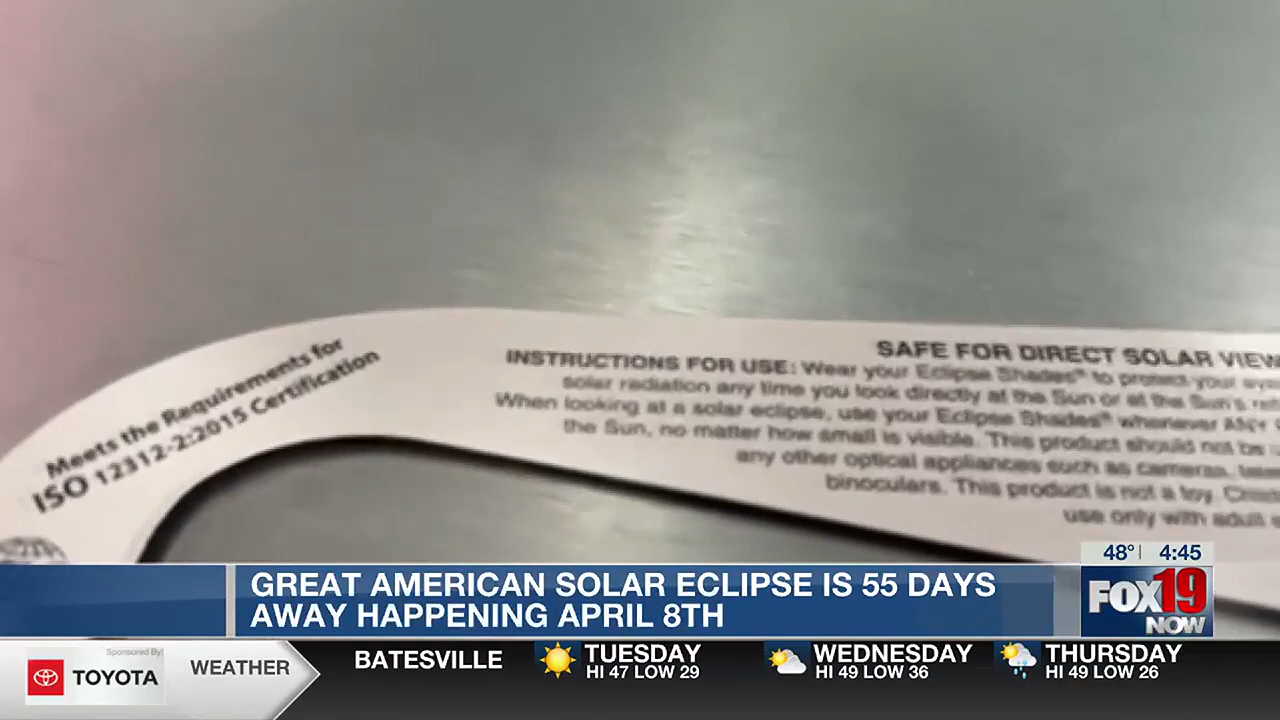 Meets the Requirements for
ISO 12312-2:2015 Certification
SAFE FOR DIRECT SOLAR VIEW
INSTRUCTIONS FOR USE: Wear your Eclipse Shades® to protect your eye
solar radiation any time you look directly at the Sun or at the Sun's
When looking at a solar eclipse, use your Eclipse Shades® whenever ANY
the Sun, no matter how small is visible. This product should not be
any other optical appliances such as cameras,
binoculars. This product is not a toy.
use only with adult
GREAT AMERICAN SOLAR ECLIPSE IS 55 DAYS
AWAY HAPPENING APRIL 8TH
48° 4:45
FOX19
NOW
Sponsored By:
TOYOTA
WEATHER
BATESVILLE
TUESDAY
HI 47 LOW 29
WEDNESDAY
HI 49 LOW 36
THURSDAY
HI 49 LOW 26